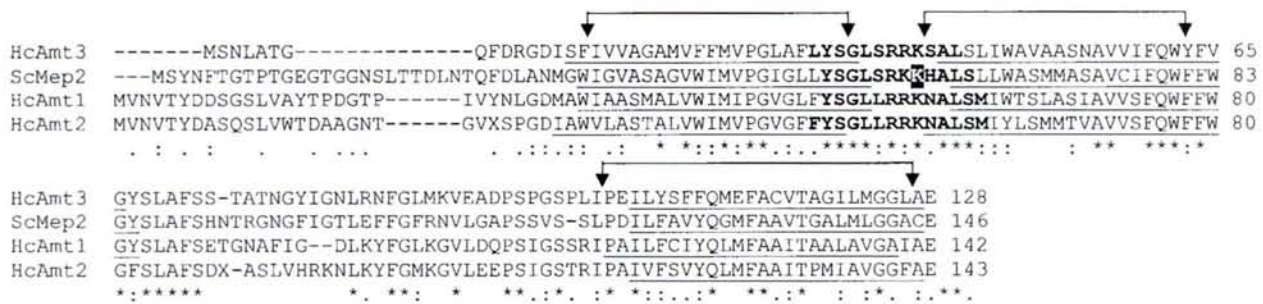 HcAmt3 -------MSNLATG--------------QFDRGDISFIVVAGAMVFFMVPGLAFLYSGLSRRKSALSLIWAVAASNAVVIFQWYFV 65
ScMep2 ---MSYNFTGTPTGEGTGGNSLTTDLNTQFDLANMGWIGVASAGVWIMVPGIGLLYSGLSRKKHALSLLWASMMASAVCIFQWFFW 83
HcAmt1 MVNVTYDDSGSLVAYTPDGTP------IVYNLGDMAWIAASMALVWIMIPGVGLFYSGLLRRKNALSMIWTSLASIAVVSFQWFFW 80
HcAmt2 MVNVTYDASQSLVWTDAAGNT------GVXSPGDIAWVLASTALVWIMVPGVGFFYSGLLRRKNALSMIYLSMMTVAVVSFQWFFW 80
. : : . . . . .::.:: .: * *:**:..:**** *:*.***::: : ** ***:*
HcAmt3 GYSLAFSS-TATNGYIGNLRNFGLMKVEADPSPGSPLIPEILYSFFQMEFACVTAGILMGGLAE 128
ScMep2 GYSLAFSHNTRGNGFIGTLEFFGFRNVLGAPSSVS-SLPDILFAVYQGMFAAVTGALMLGGACAE 146
HcAmt1 GYSLAFSETGNAFIG--DLKYFGLKGVLDQPSIGSSRIPAILFCIYQLMFAAITAALAVGAIAE 142
HcAmt2 GFSLAFSDX-ASLVHRKNLKYFGMKGVLEEPSIGSTRIPAIVFSVYQLMFAAITPMIAVGGFAE 143
*:***** *. **: * ** * .:* *::..:* **.:* : :*. .*.